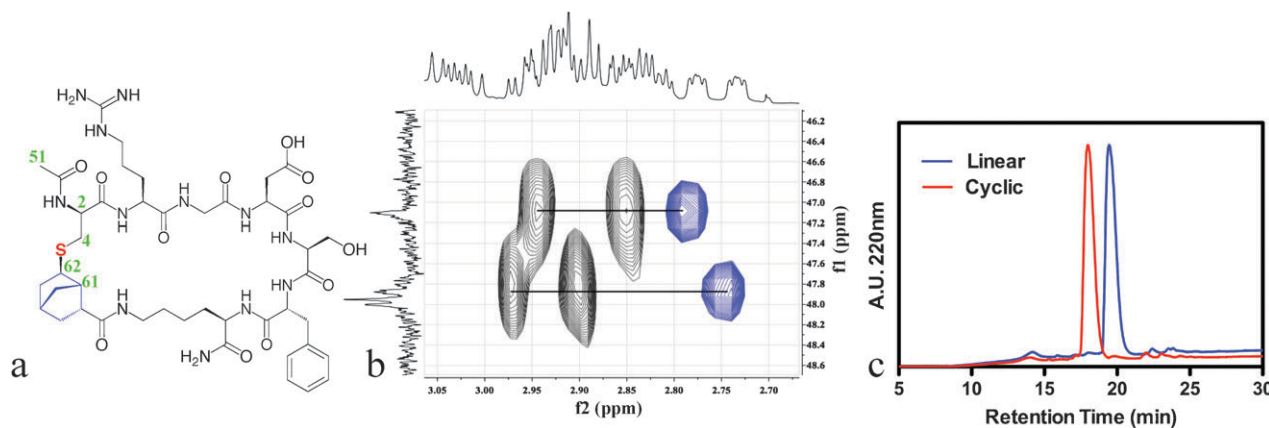 H₂N
NH
HN
51
O
OH
O
HN
2
O
N
H
O
H
N
O
N
H
O
S
4
HN
O
OH
62
61
O
NH
H
N
O
H
N
O
NH
H₂N
O
a
b
46.2
46.4
46.6
46.8
47.0
47.2
47.4
47.6
47.8
48.0
48.2
48.4
48.6
f1 (ppm)
3.05
3.00
2.95
2.90
2.85
2.80
2.75
2.70
f2 (ppm)
c
A.U. 220nm
Linear
Cyclic
5
10
15
20
25
30
Retention Time (min)